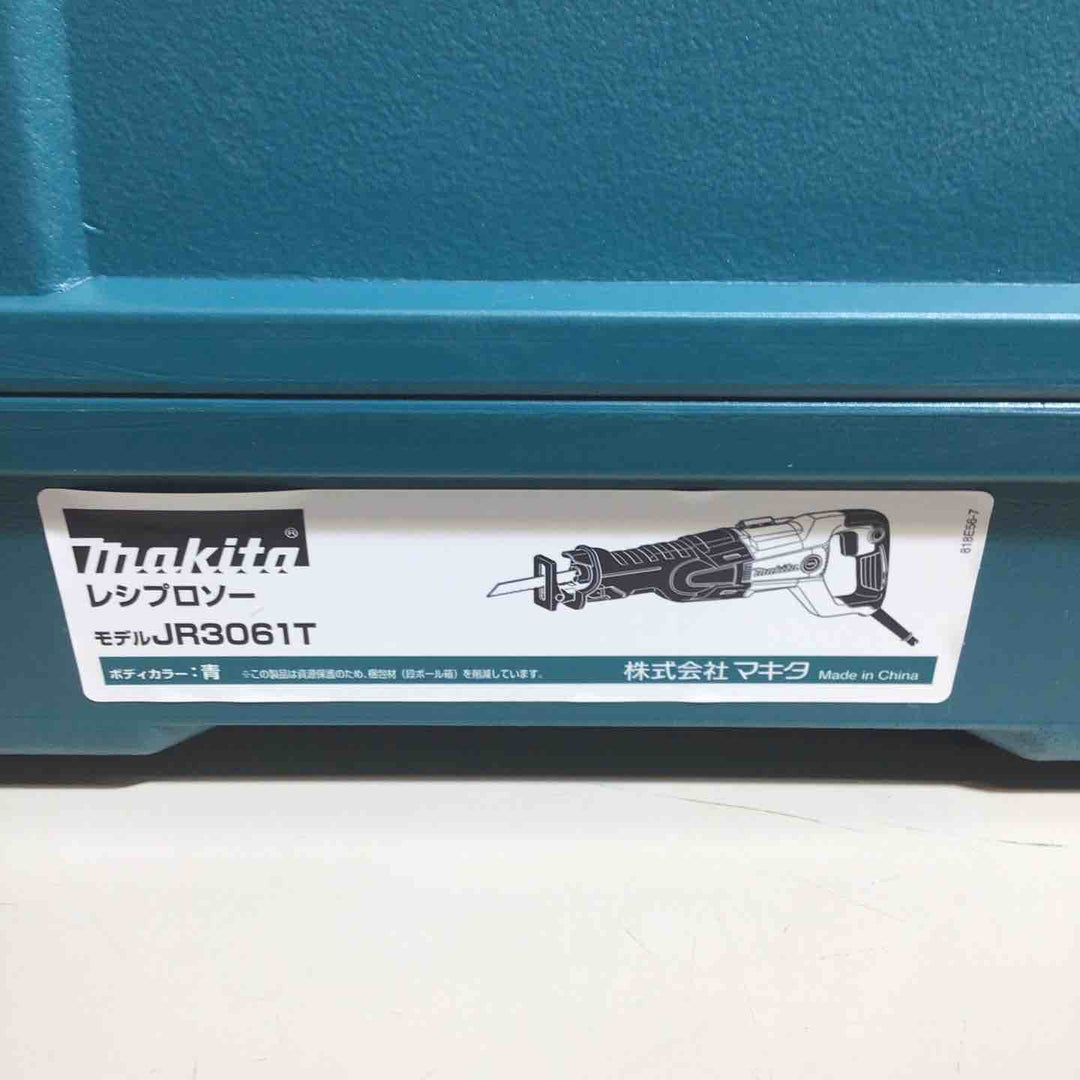 makita®
レシプロソー
モデルJR3061T
ボディカラー：青 ※この製品は資源保護のため、梱包材（段ボール箱）を削減しています。 株式会社 マキタ Made in China
makita
818E56-7